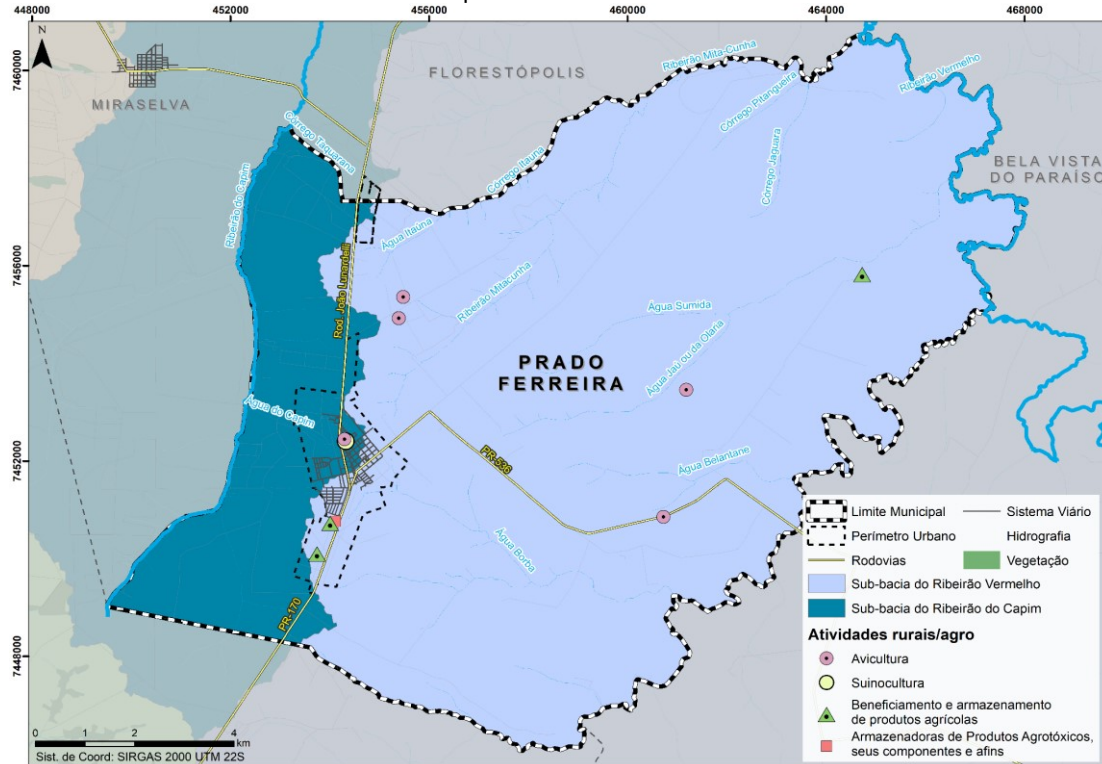 448000
452000
456000
460000
464000
468000
N
7460000
7456000
7452000
7448000
MIRASELVA
FLORESTÓPOLIS
BELA VISTA
DO PARAÍSO
Ribeirão Mita-Cunha
Ribeirão Vermelho
Córrego Pitangueira
Córrego Jaguara
Córrego Taquarana
Córrego Itaúna
Ribeirão do Capim
Água Itaúna
Rod. João Lunardelli
Ribeirão Mitacunha
Água Sumida
PRADO
FERREIRA
Água Jaú ou da Olaria
Água do Capim
PR-536
Água Belantane
Água Borba
PR-170
Limite Municipal
Sistema Viário
Perímetro Urbano
Hidrografia
Rodovias
Vegetação
Sub-bacia do Ribeirão Vermelho
Sub-bacia do Ribeirão do Capim
Atividades rurais/agro
Avicultura
Suinocultura
Beneficiamento e armazenamento
de produtos agrícolas
Armazenadoras de Produtos Agrotóxicos,
seus componentes e afins
0 1 2 4
km
Sist. de Coord: SIRGAS 2000 UTM 22S